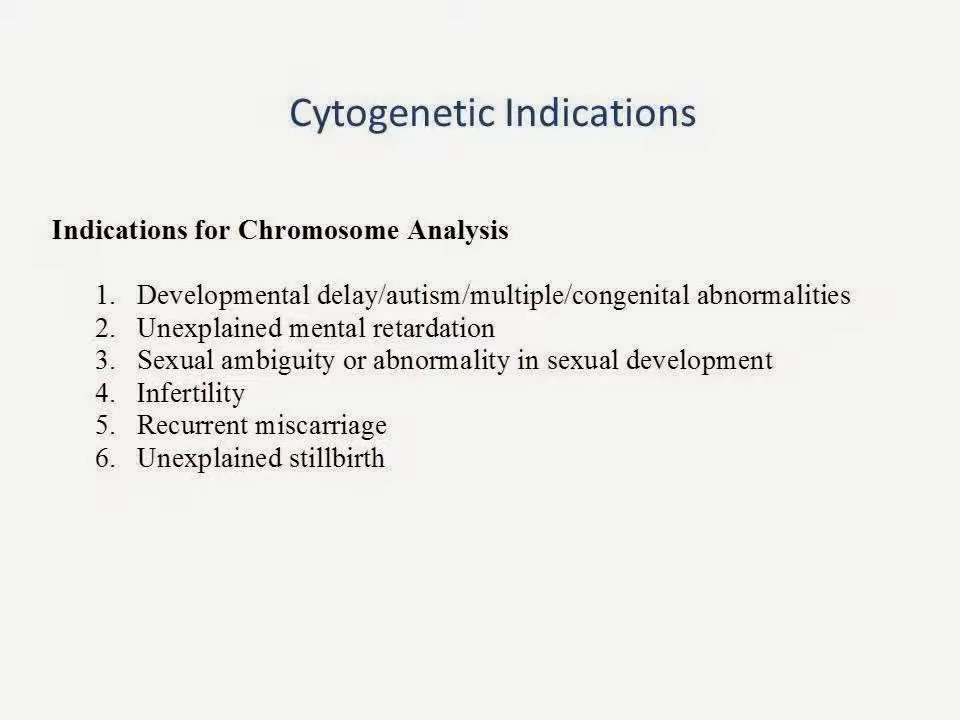 Cytogenetic Indications
Indications for Chromosome Analysis
1. Developmental delay/autism/multiple/congenital abnormalities
2. Unexplained mental retardation
3. Sexual ambiguity or abnormality in sexual development
4. Infertility
5. Recurrent miscarriage
6. Unexplained stillbirth